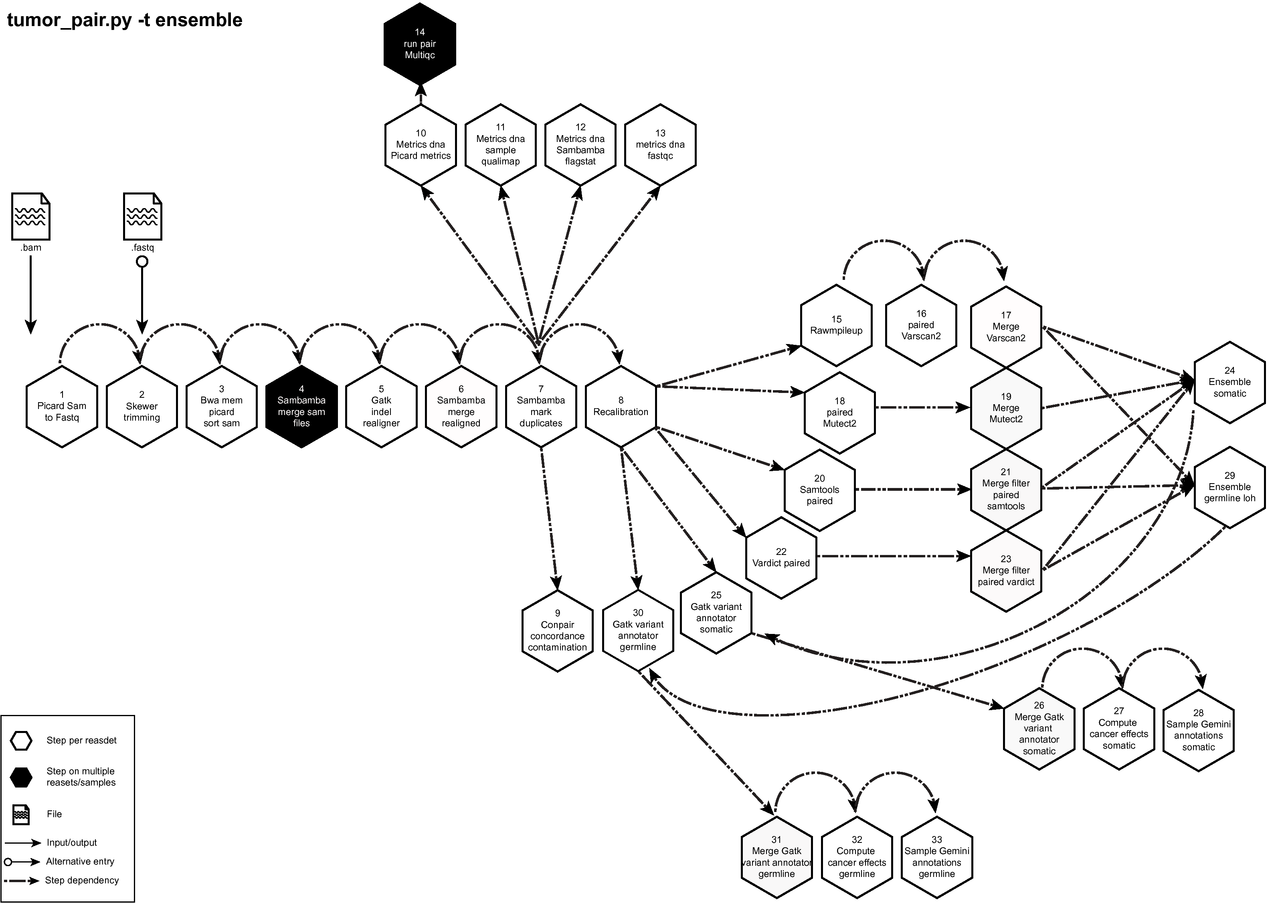 tumor_pair.py -t ensemble
14
run pair
Multiqc
10
Metrics dna
Picard metrics
11
Metrics dna
sample
qualimap
12
Metrics dna
Sambamba
flagstat
13
metrics dna
fastqc
.bam
.fastq
1
Picard Sam
to Fastq
2
Skewer
trimming
3
Bwa mem
picard
sort sam
4
Sambamba
merge sam
files
5
Gatk
indel
realigner
6
Sambamba
merge
realigned
7
Sambamba
mark
duplicates
8
Recalibration
15
Rawmpileup
16
paired
Varscan2
17
Merge
Varscan2
18
paired
Mutect2
19
Merge
Mutect2
20
Samtools
paired
21
Merge filter
paired
samtools
22
Vardict paired
23
Merge filter
paired vardict
24
Ensemble
somatic
29
Ensemble
germline loh
9
Conpair
concordance
contamination
30
Gatk variant
annotator
germline
25
Gatk variant
annotator
somatic
26
Merge Gatk
variant
annotator
somatic
27
Compute
cancer effects
somatic
28
Sample Gemini
annotations
somatic
31
Merge Gatk
variant annotator
germline
32
Compute
cancer effects
germline
33
Sample Gemini
annotations
germline
Step per reasdet
Step on multiple
reasets/samples
File
Input/output
Alternative entry
Step dependency